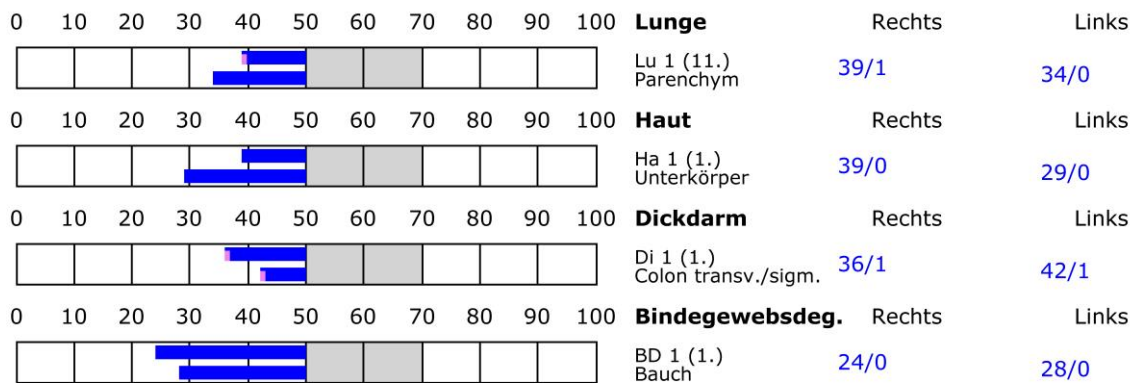 0 10 20 30 40 50 60 70 80 90 100 Lunge Rechts Links
Lu 1 (11.) 39/1 34/0
Parenchym
0 10 20 30 40 50 60 70 80 90 100 Haut Rechts Links
Ha 1 (1.) 39/0 29/0
Unterkörper
0 10 20 30 40 50 60 70 80 90 100 Dickdarm Rechts Links
Di 1 (1.) 36/1 42/1
Colon transv./sigm.
0 10 20 30 40 50 60 70 80 90 100 Bindegewebsdeg. Rechts Links
BD 1 (1.) 24/0 28/0
Bauch